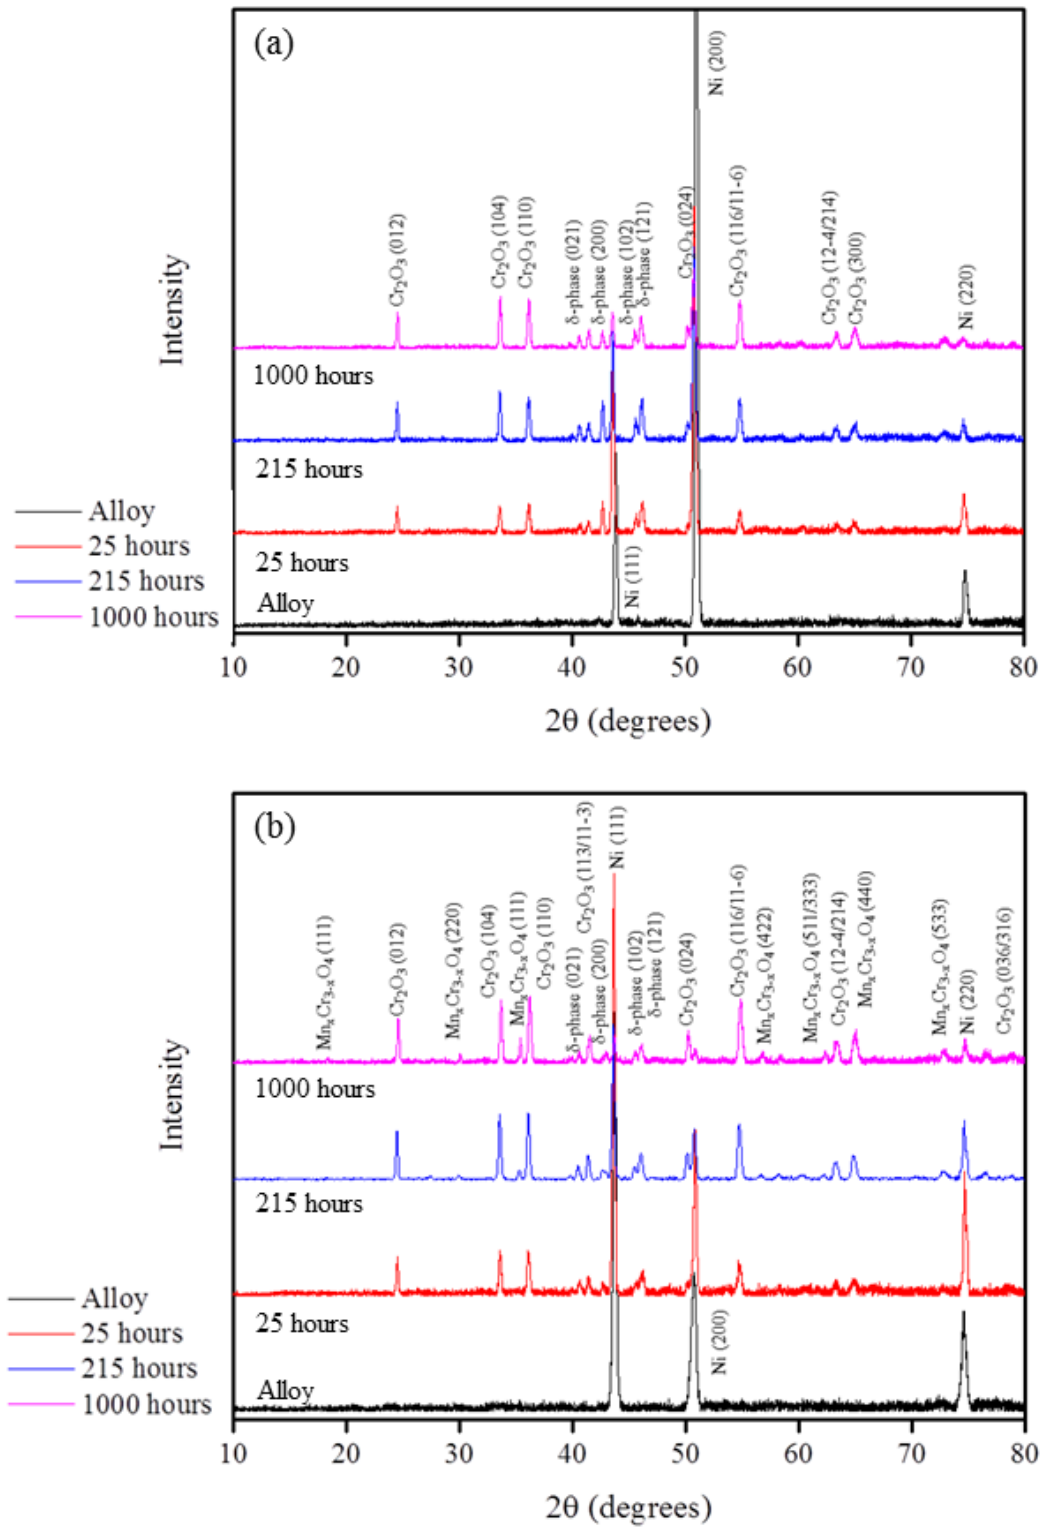 (a)
Ni (200)
Cr₂O₃ (012)
Cr₂O₃ (104)
Cr₂O₃ (110)
δ-phase (021)
δ-phase (200)
δ-phase (102)
δ-phase (121)
Cr₂O₃ (024)
Cr₂O₃ (116/11-6)
Cr₂O₃ (12-4/214)
Cr₂O₃ (300)
Ni (220)
Intensity
1000 hours
215 hours
25 hours
Alloy
Ni (111)
Alloy
25 hours
215 hours
1000 hours
10 20 30 40 50 60 70 80
2θ (degrees)
(b)
MnₓCr₃₋ₓO₄ (111)
Cr₂O₃ (012)
MnₓCr₃₋ₓO₄ (220)
Cr₂O₃ (104)
MnₓCr₃₋ₓO₄ (111)
Cr₂O₃ (110)
δ-phase (021)
Cr₂O₃ (113/11-3)
δ-phase (200)
Ni (111)
δ-phase (102)
δ-phase (121)
Cr₂O₃ (024)
Cr₂O₃ (116/11-6)
MnₓCr₃₋ₓO₄ (422)
MnₓCr₃₋ₓO₄ (511/333)
Cr₂O₃ (12-4/214)
MnₓCr₃₋ₓO₄ (440)
MnₓCr₃₋ₓO₄ (533)
Ni (220)
Cr₂O₃ (036/316)
Intensity
1000 hours
215 hours
25 hours
Ni (200)
Alloy
Alloy
25 hours
215 hours
1000 hours
10 20 30 40 50 60 70 80
2θ (degrees)